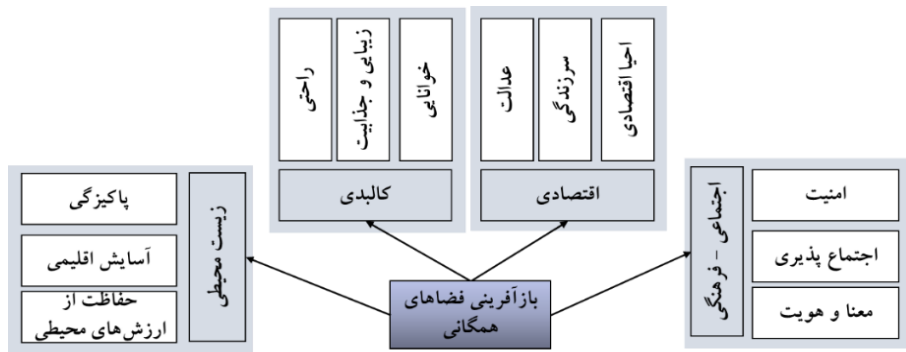 احیا اقتصادی
سرزندگی
عدالت
خوانایی
زیبایی و جذابیت
راحتی
اقتصادی
کالبدی
اجتماعی - فرهنگی
امنیت
اجتماع پذیری
معنا و هویت
زیست محیطی
پاکیزگی
آسایش اقلیمی
حفاظت از
ارزش‌های محیطی
بازآفرینی فضاهای
همگانی